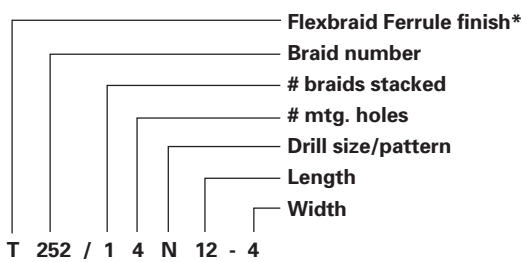 Flexbraid Ferrule finish*
Braid number
# braids stacked
# mtg. holes
Drill size/pattern
Length
Width
T 252 / 1 4 N 12 - 4